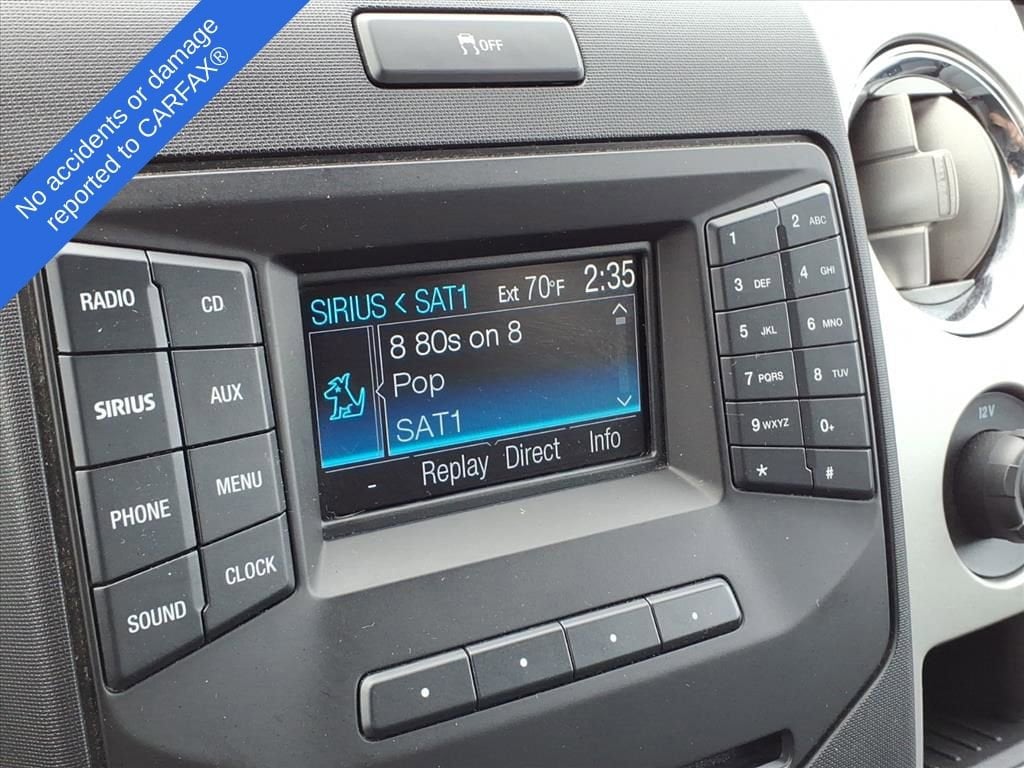 No accidents or damage
reported to CARFAX®
OFF
RADIO
CD
SIRIUS
AUX
PHONE
MENU
SOUND
CLOCK
SIRIUS < SAT1
Ext 70°F
2:35
8 80s on 8
Pop
SAT1
- Replay Direct Info
1
2 ABC
3 DEF
4 GHI
5 JKL
6 MNO
7 PQRS
8 TUV
9 WXYZ
0+
*
#
12V